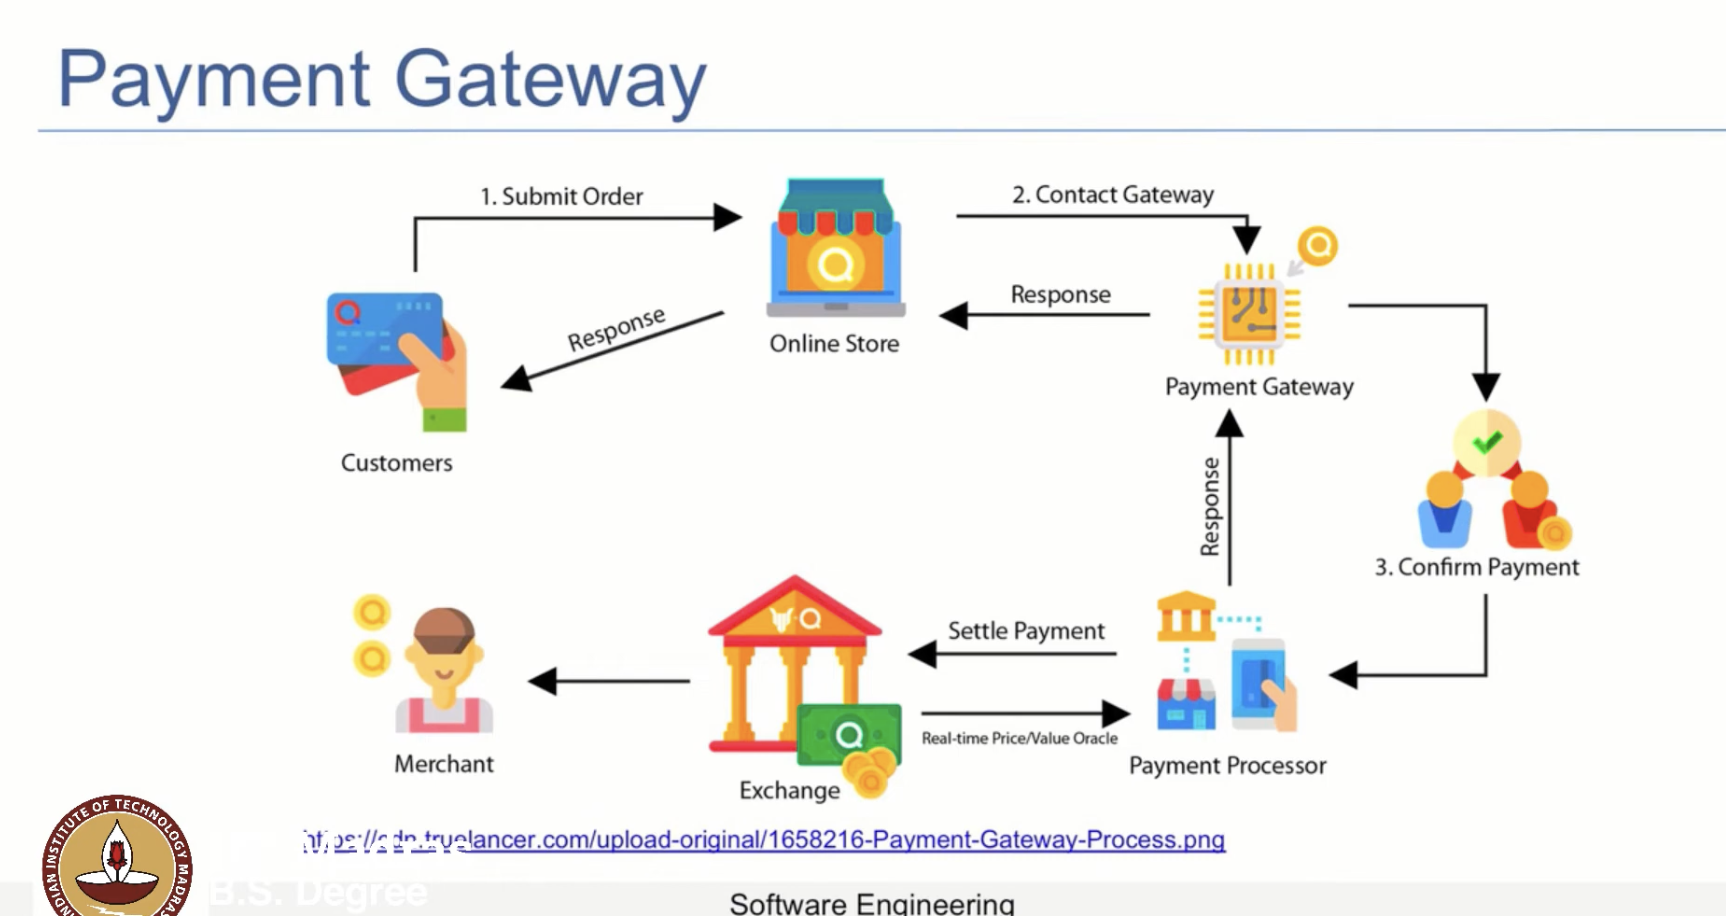 Payment Gateway
1. Submit Order
2. Contact Gateway
Response
Response
Online Store
Payment Gateway
Customers
Response
3. Confirm Payment
Settle Payment
Real-time Price/Value Oracle
Merchant
Exchange
Payment Processor
https://cdn.truelancer.com/upload-original/1658216-Payment-Gateway-Process.png
INDIAN INSTITUTE OF TECHNOLOGY MADRAS
B.S. Degree
Software Engineering